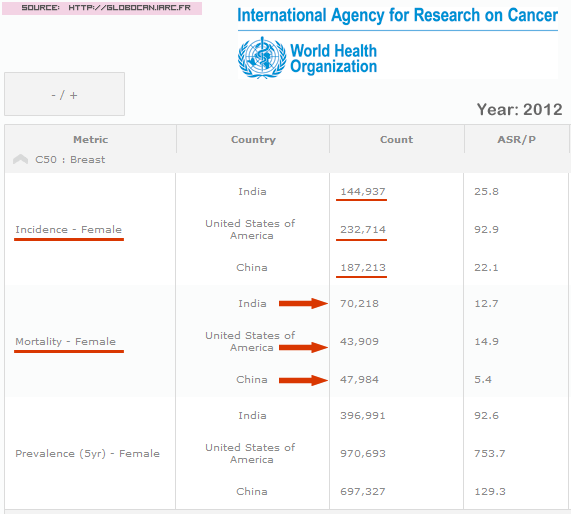 SOURCE: HTTP://GLOBOCAN.IARC.FR
International Agency for Research on Cancer
World Health
Organization
- / +
Year: 2012
Metric Country Count ASR/P
C50 : Breast
India 144,937 25.8
Incidence - Female United States of America 232,714 92.9
China 187,213 22.1
India 70,218 12.7
Mortality - Female United States of America 43,909 14.9
China 47,984 5.4
India 396,991 92.6
Prevalence (5yr) - Female United States of America 970,693 753.7
China 697,327 129.3